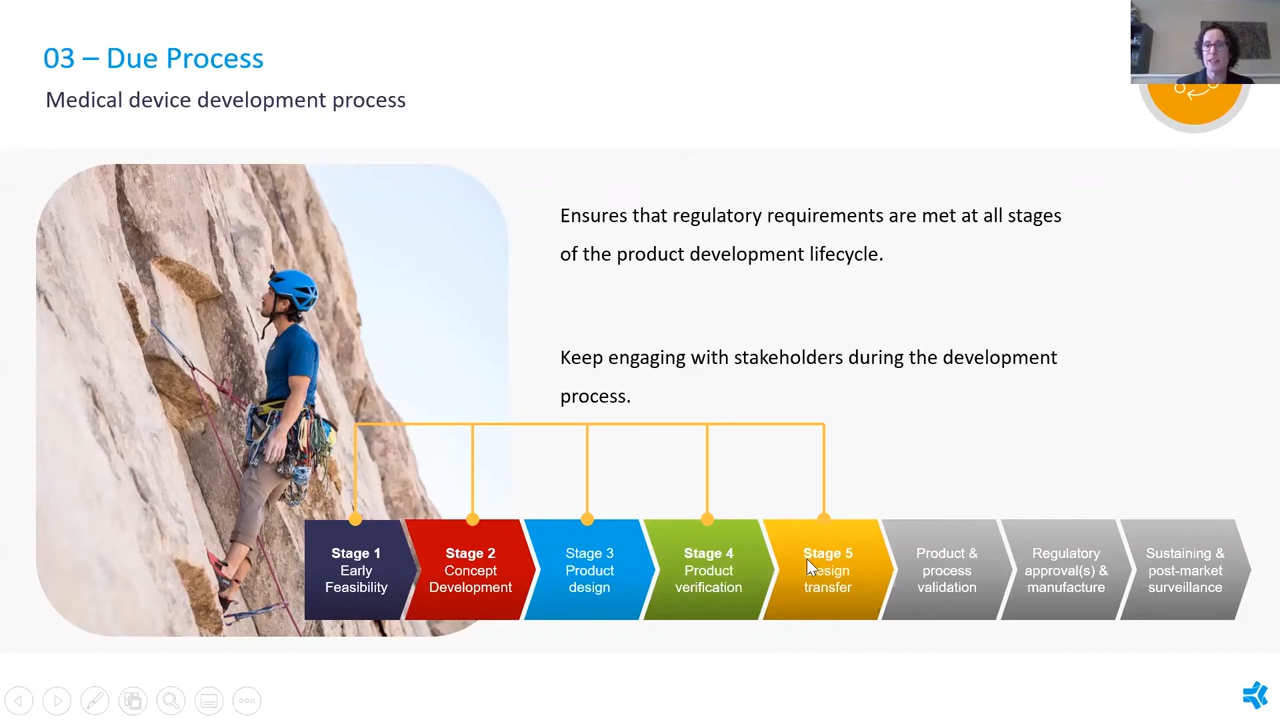 03 – Due Process
Medical device development process
Ensures that regulatory requirements are met at all stages
of the product development lifecycle.
Keep engaging with stakeholders during the development
process.
Stage 1
Early
Feasibility
Stage 2
Concept
Development
Stage 3
Product
design
Stage 4
Product
verification
Stage 5
Design
transfer
Product &
process
validation
Regulatory
approval(s) &
manufacture
Sustaining &
post-market
surveillance